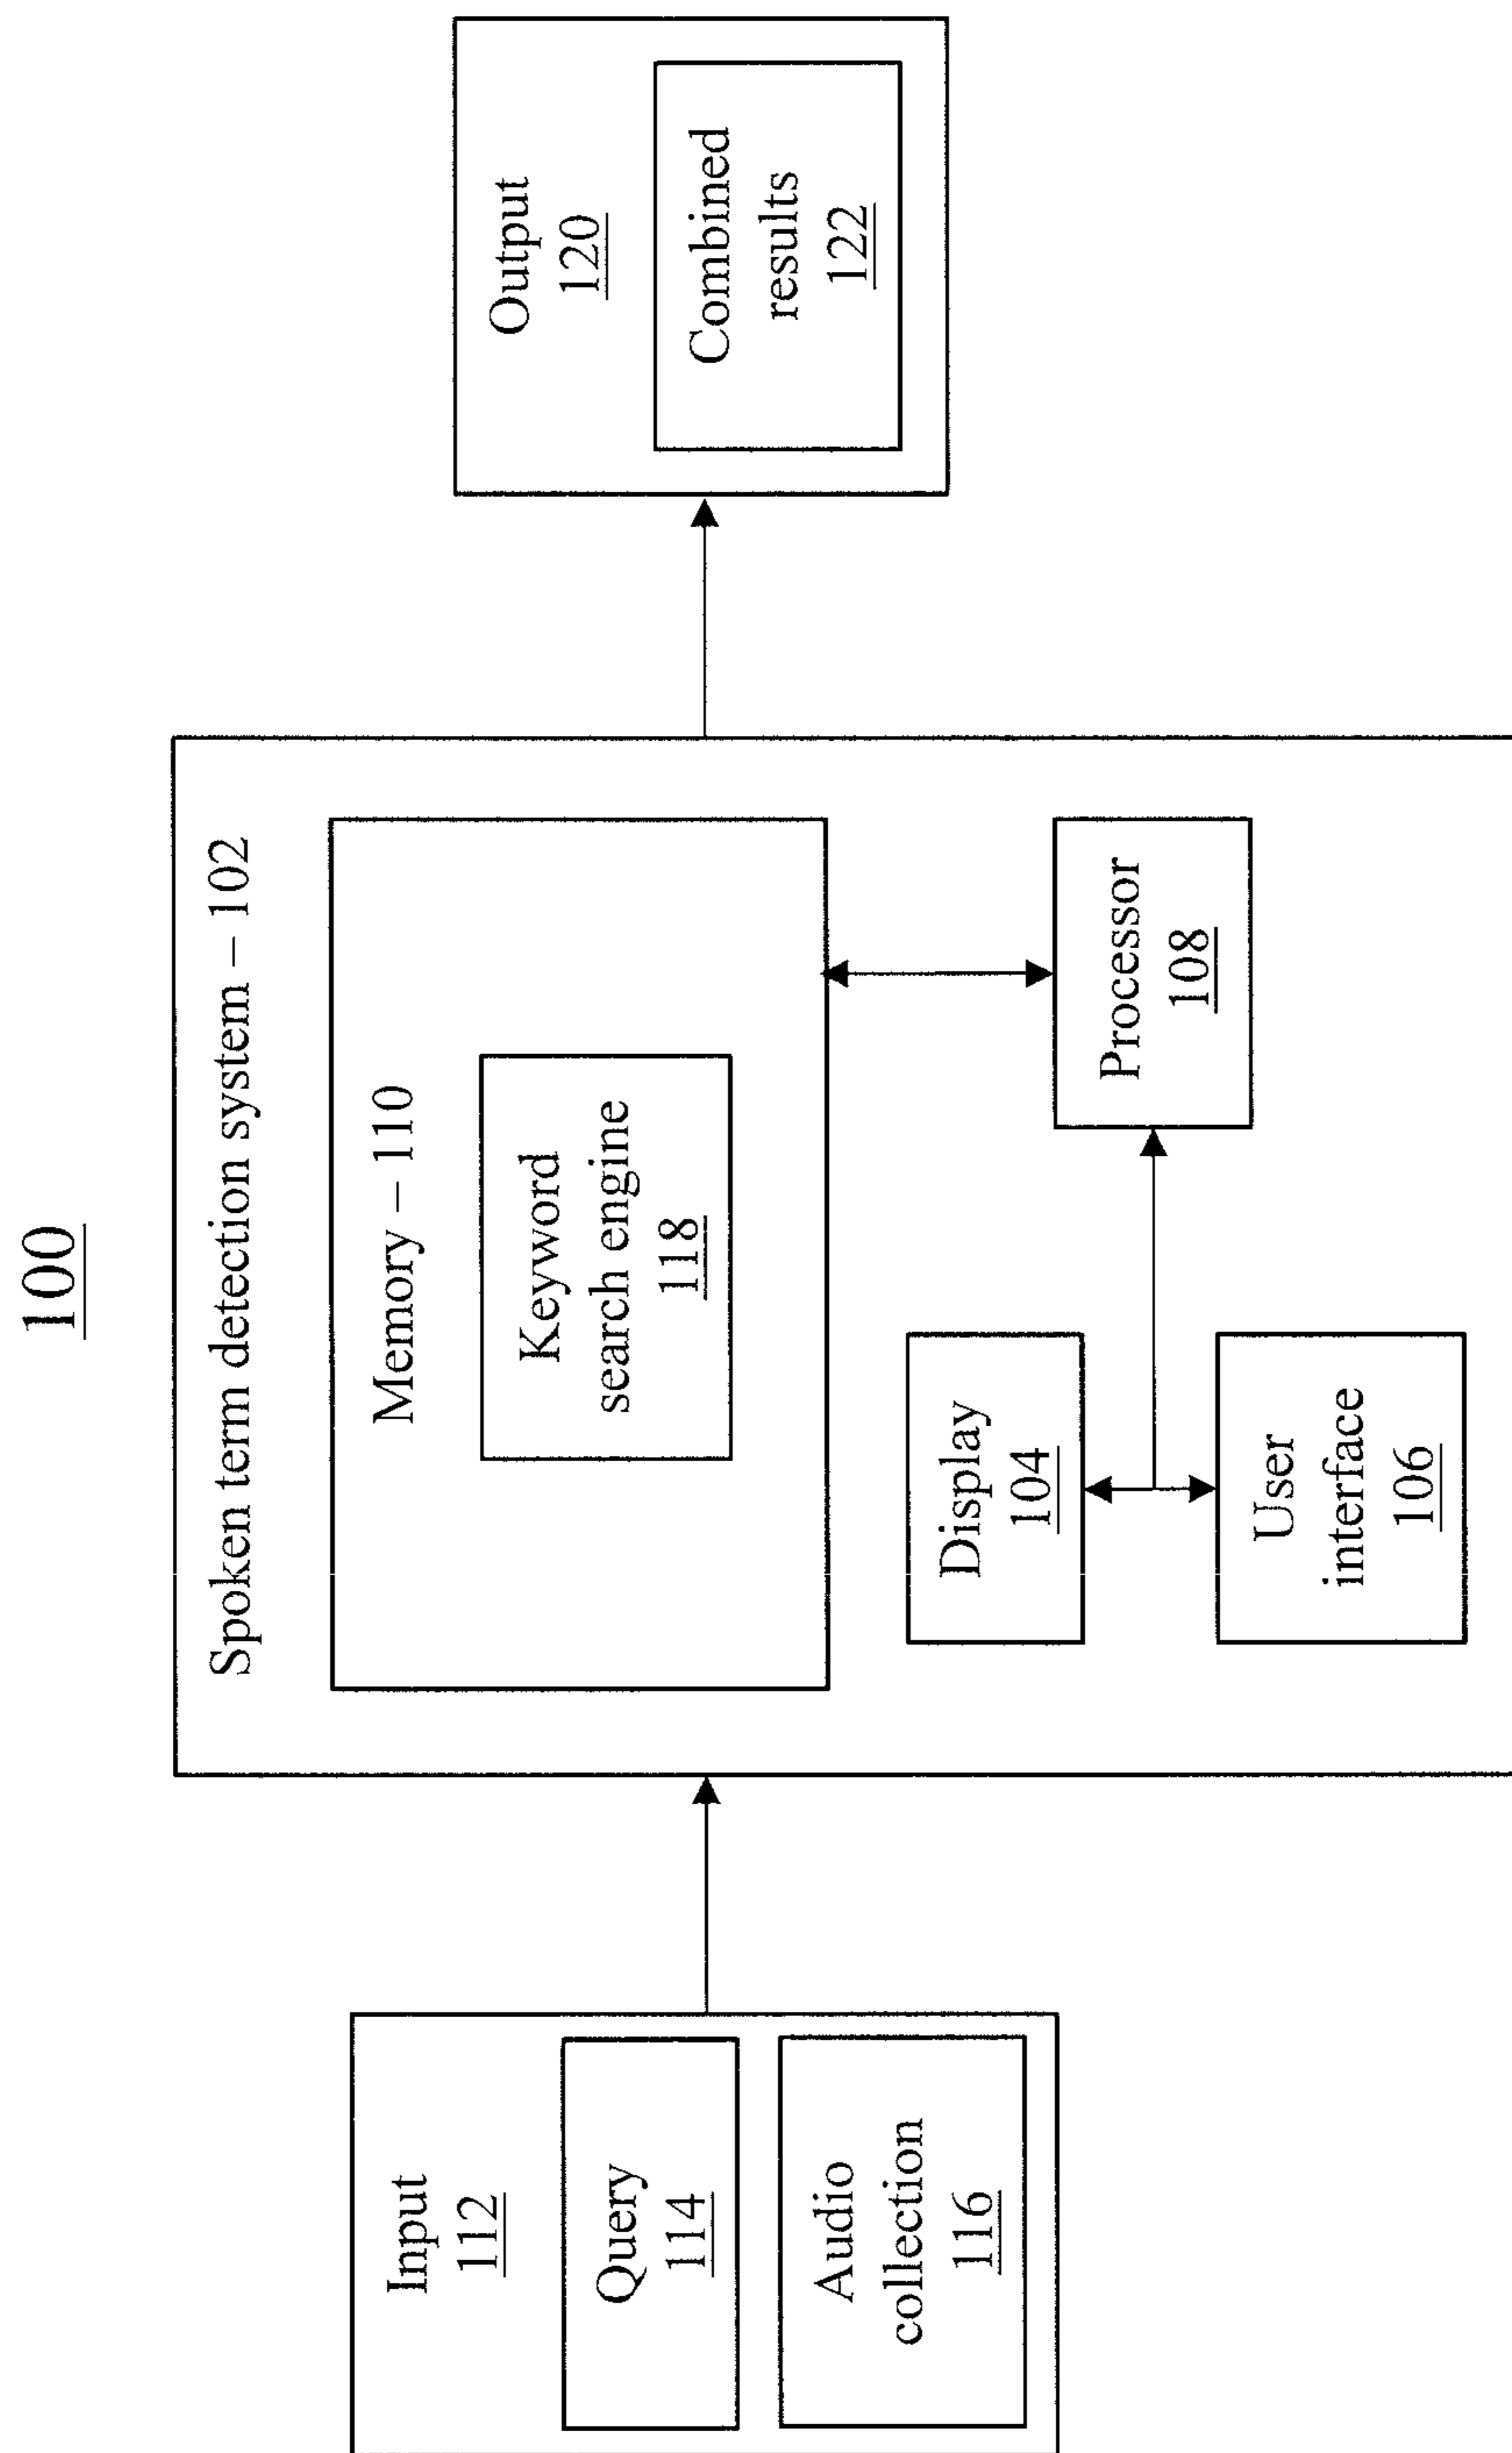 100
Input
112
Query
114
Audio
collection
116
Spoken term detection system – 102
Memory – 110
Keyword
search engine
118
Display
104
User
interface
106
Processor
108
Output
120
Combined
results
122